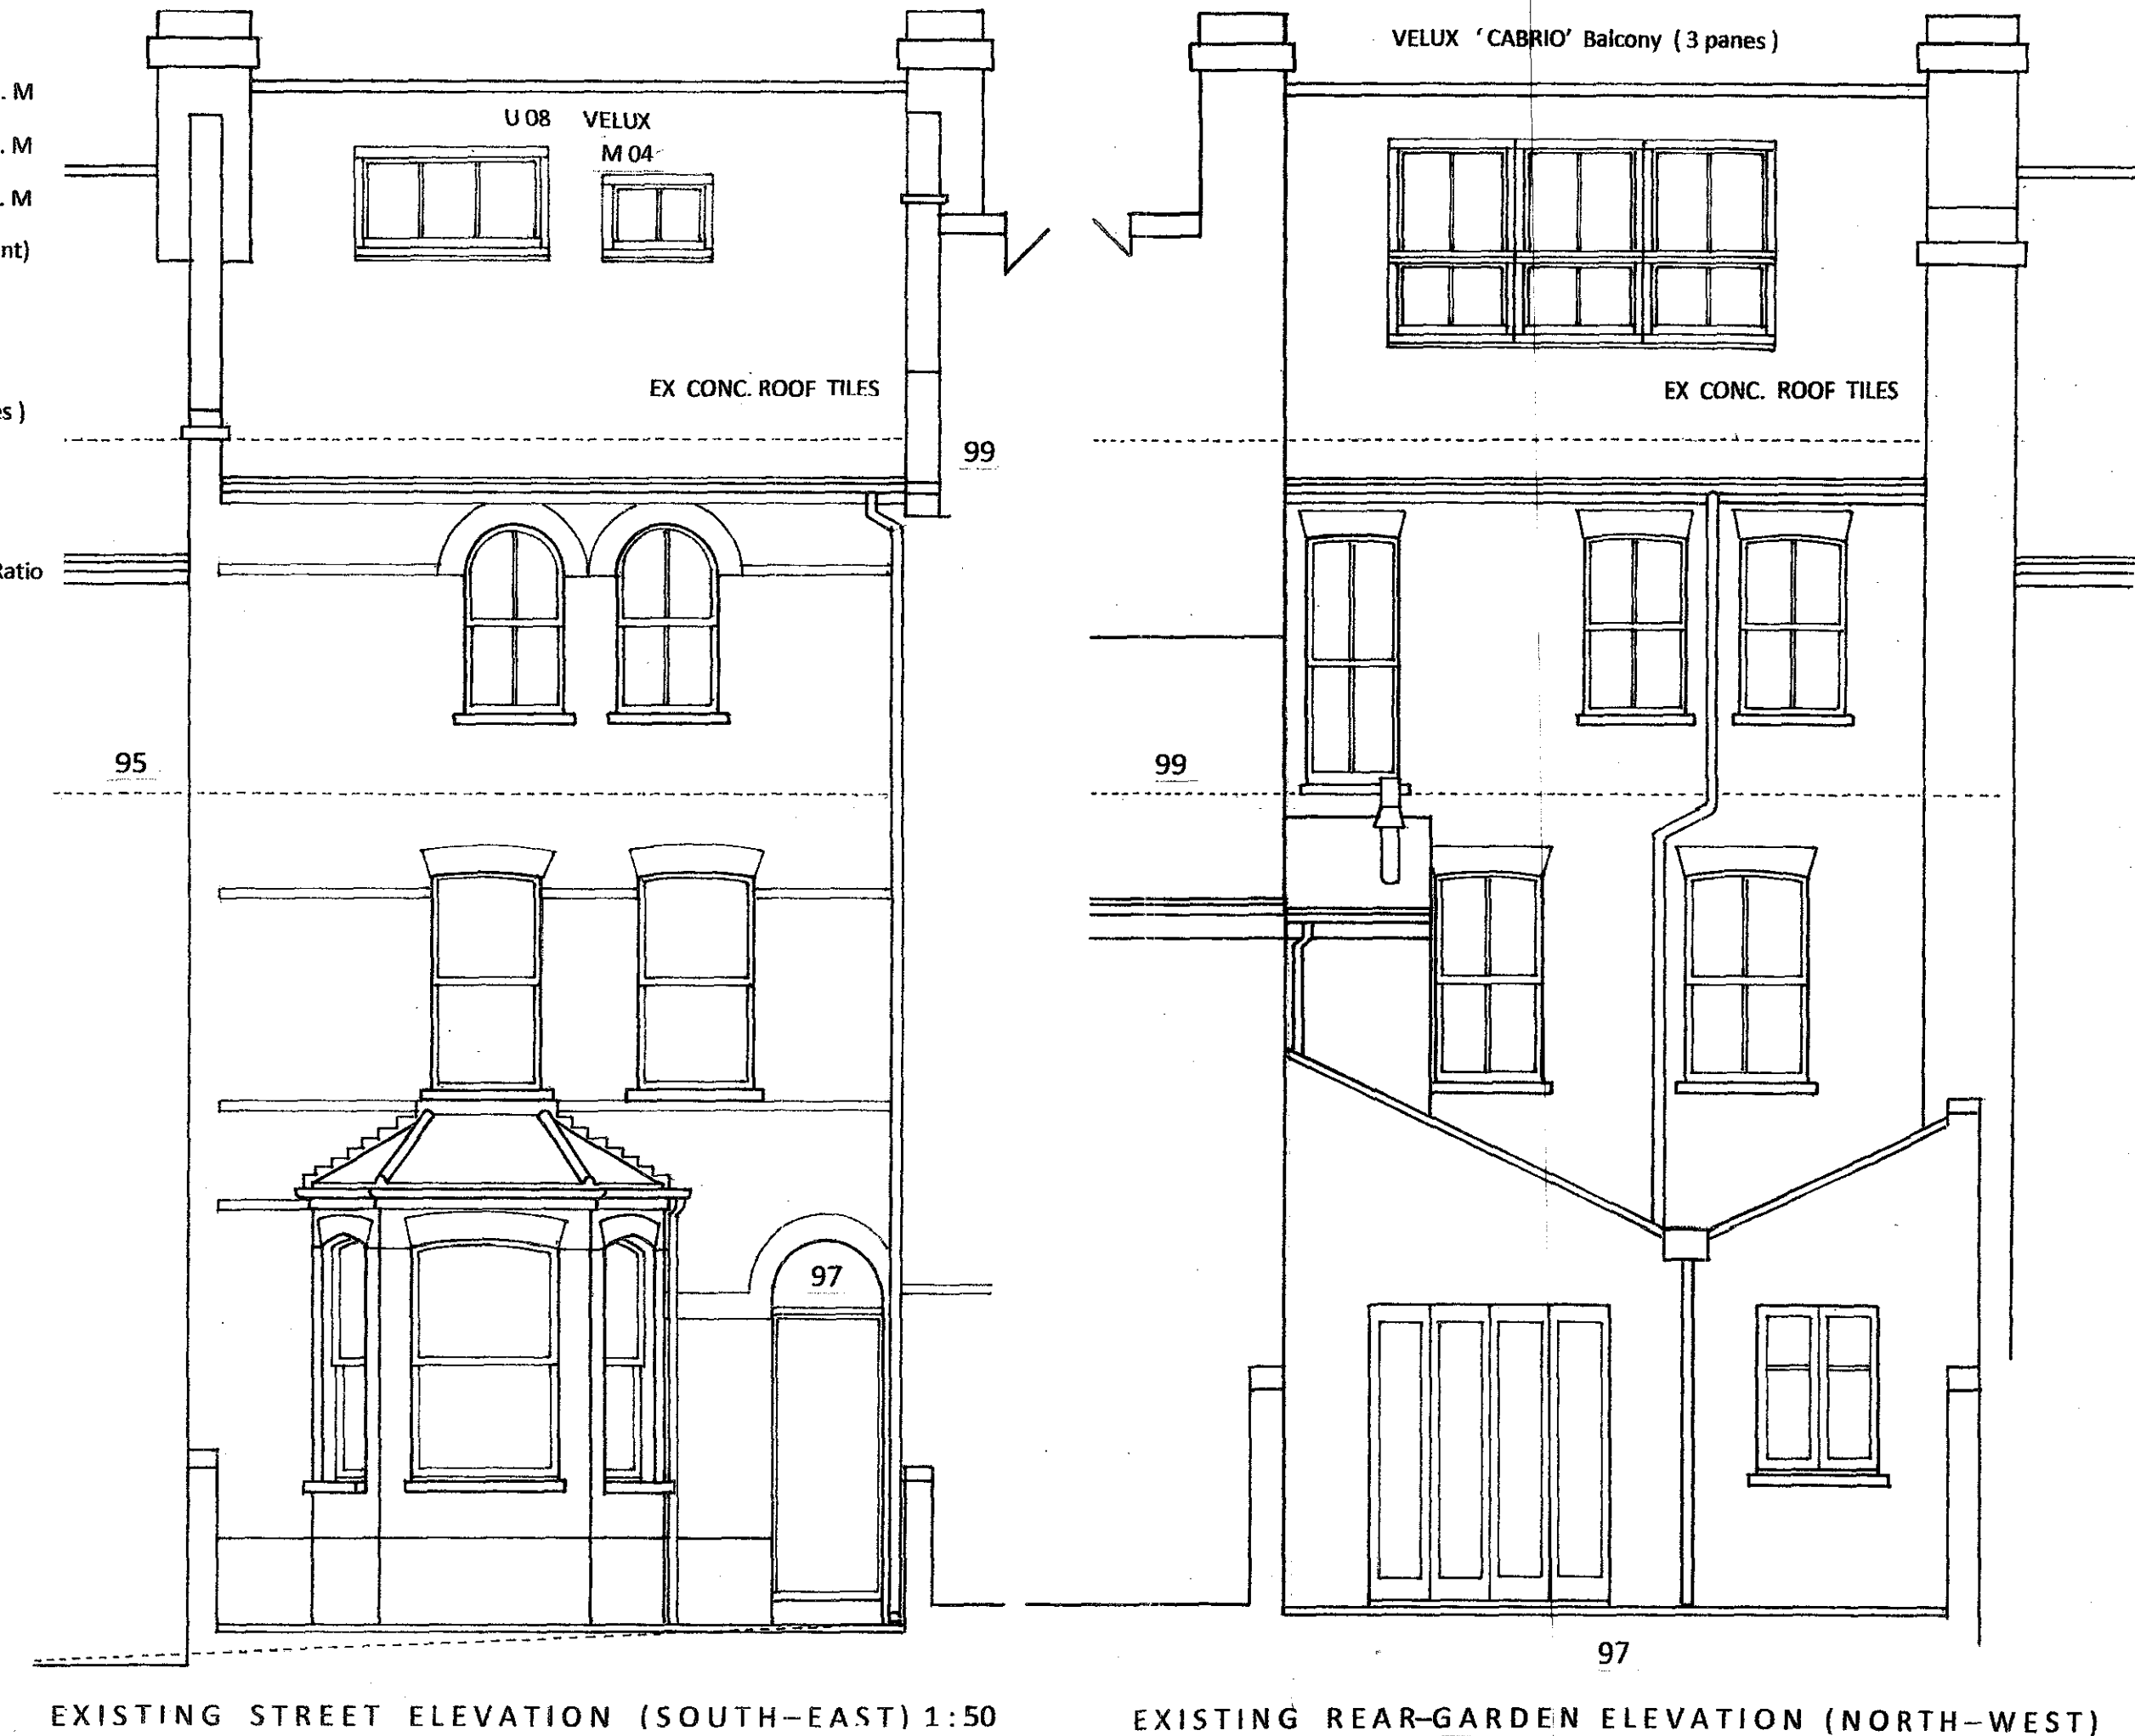 . M
. M
. M
nt)
es )
Ratio
U 08 VELUX
M 04
EX CONC. ROOF TILES
99
95
97
EXISTING STREET ELEVATION (SOUTH-EAST) 1:50
VELUX 'CABRIO' Balcony ( 3 panes )
EX CONC. ROOF TILES
99
97
EXISTING REAR-GARDEN ELEVATION (NORTH-WEST)